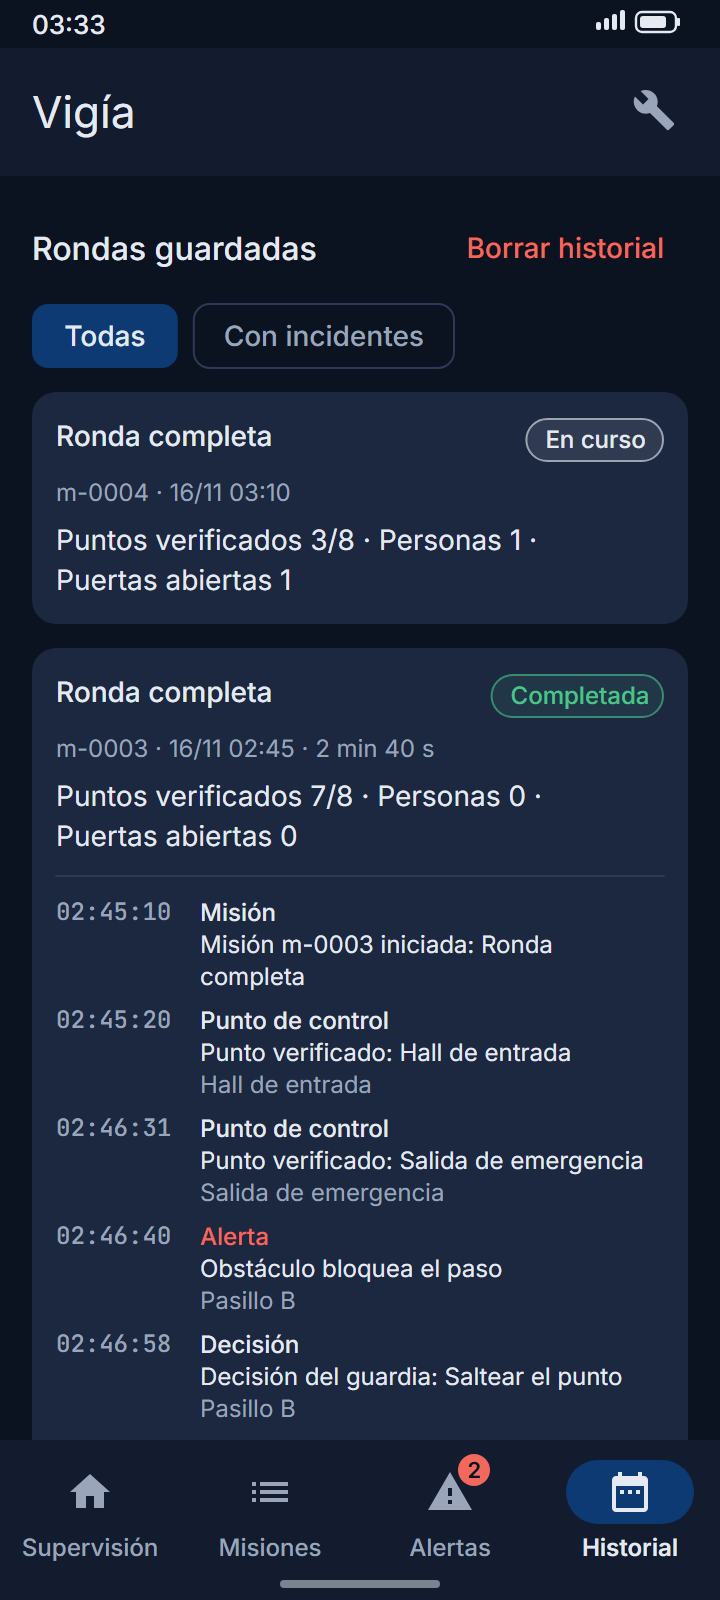 03:33
Vigía
Rondas guardadas
Borrar historial
Todas
Con incidentes
Ronda completa
En curso
m-0004 · 16/11 03:10
Puntos verificados 3/8 · Personas 1 ·
Puertas abiertas 1
Ronda completa
Completada
m-0003 · 16/11 02:45 · 2 min 40 s
Puntos verificados 7/8 · Personas 0 ·
Puertas abiertas 0
02:45:10
Misión
Misión m-0003 iniciada: Ronda
completa
02:45:20
Punto de control
Punto verificado: Hall de entrada
Hall de entrada
02:46:31
Punto de control
Punto verificado: Salida de emergencia
Salida de emergencia
02:46:40
Alerta
Obstáculo bloquea el paso
Pasillo B
02:46:58
Decisión
Decisión del guardia: Saltear el punto
Pasillo B
2
Supervisión
Misiones
Alertas
Historial